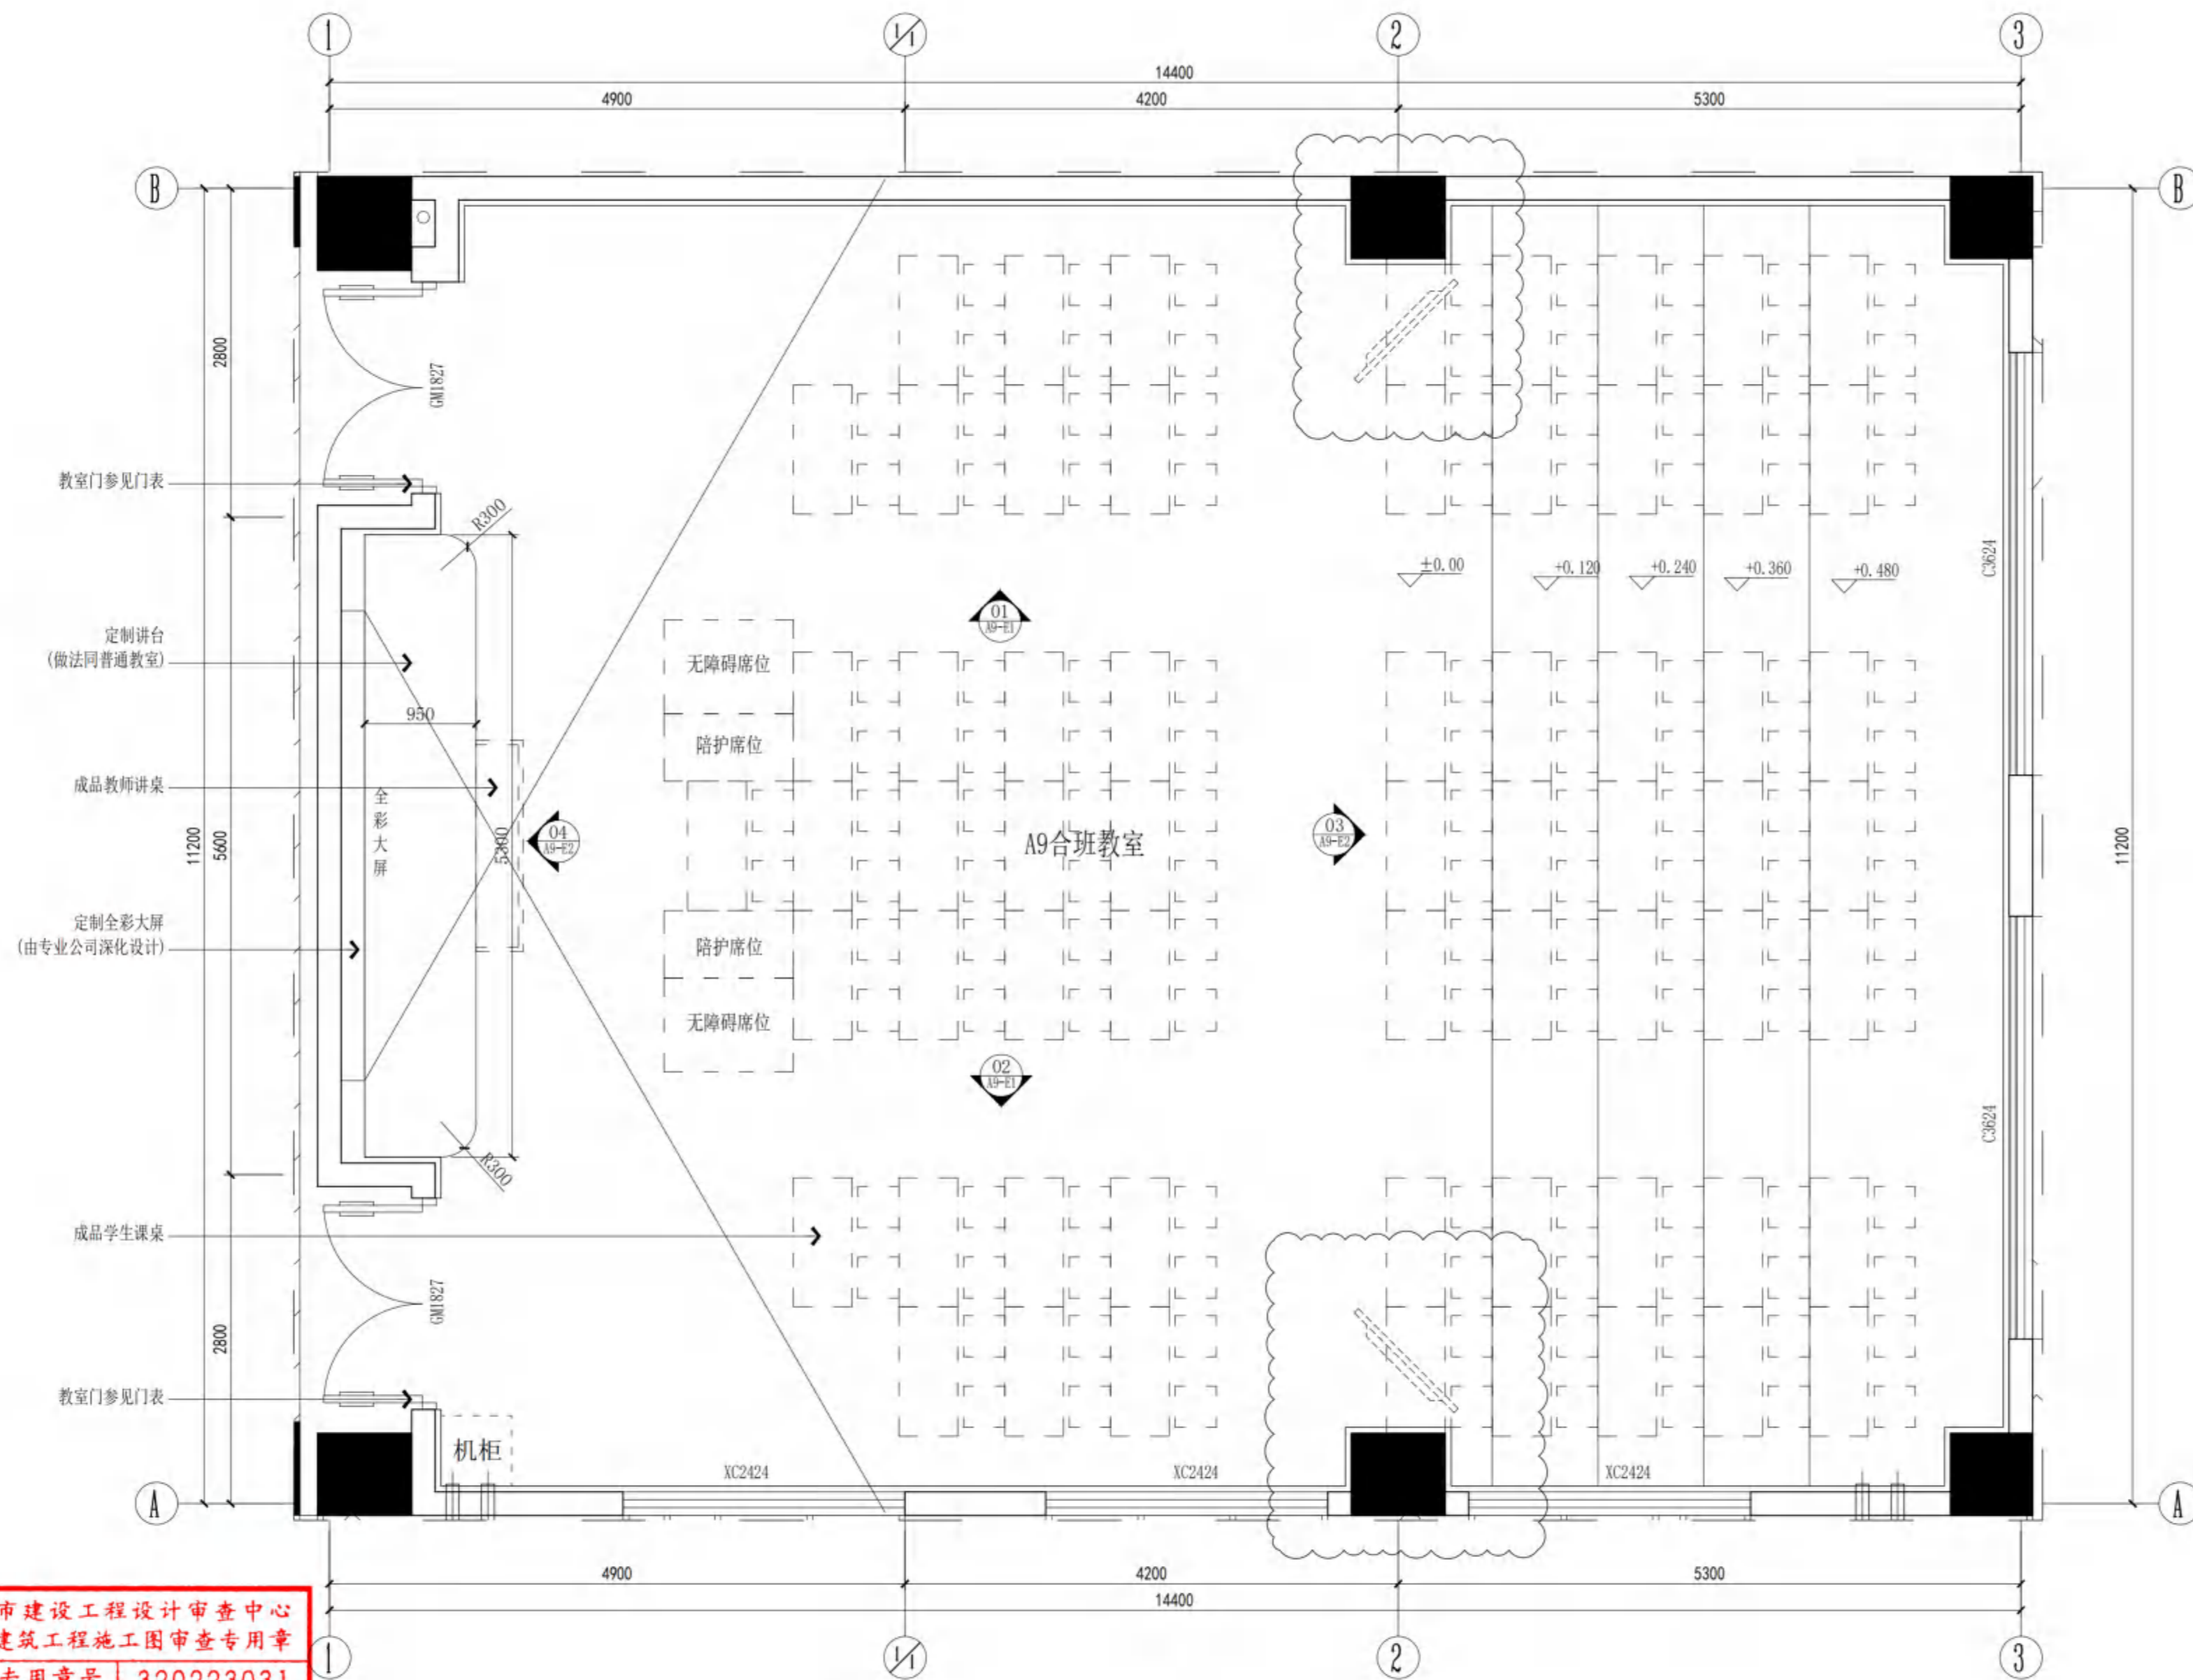 1
1/1
2
3
14400
4900
4200
5300
B
B
2800
GM1827
教室门参见门表
R300
C3624
±0.00
+0.120
+0.240
+0.360
+0.480
01
A9-E1
定制讲台
(做法同普通教室)
无障碍席位
950
陪护席位
成品教师讲桌
全彩大屏
11200
5600
5300
04
A9-E2
A9合班教室
03
A9-E2
11200
定制全彩大屏
(由专业公司深化设计)
陪护席位
无障碍席位
02
A9-E1
C3624
R300
成品学生课桌
GM1827
2800
教室门参见门表
机柜
XC2424
XC2424
XC2424
A
A
4900
4200
5300
14400
市建设工程设计审查中心
建筑工程施工图审查专用章
专用章号 320223031
1
1/1
2
3